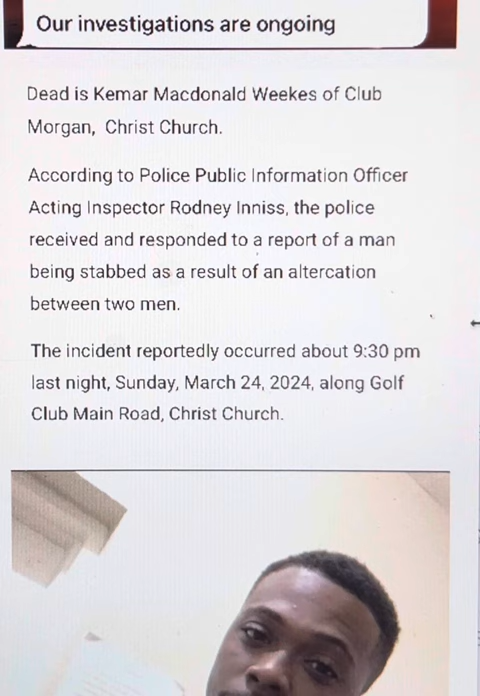 Our investigations are ongoing
Dead is Kemar Macdonald Weekes of Club
Morgan, Christ Church.
According to Police Public Information Officer
Acting Inspector Rodney Inniss, the police
received and responded to a report of a man
being stabbed as a result of an altercation
between two men.
The incident reportedly occurred about 9:30 pm
last night, Sunday, March 24, 2024, along Golf
Club Main Road, Christ Church.